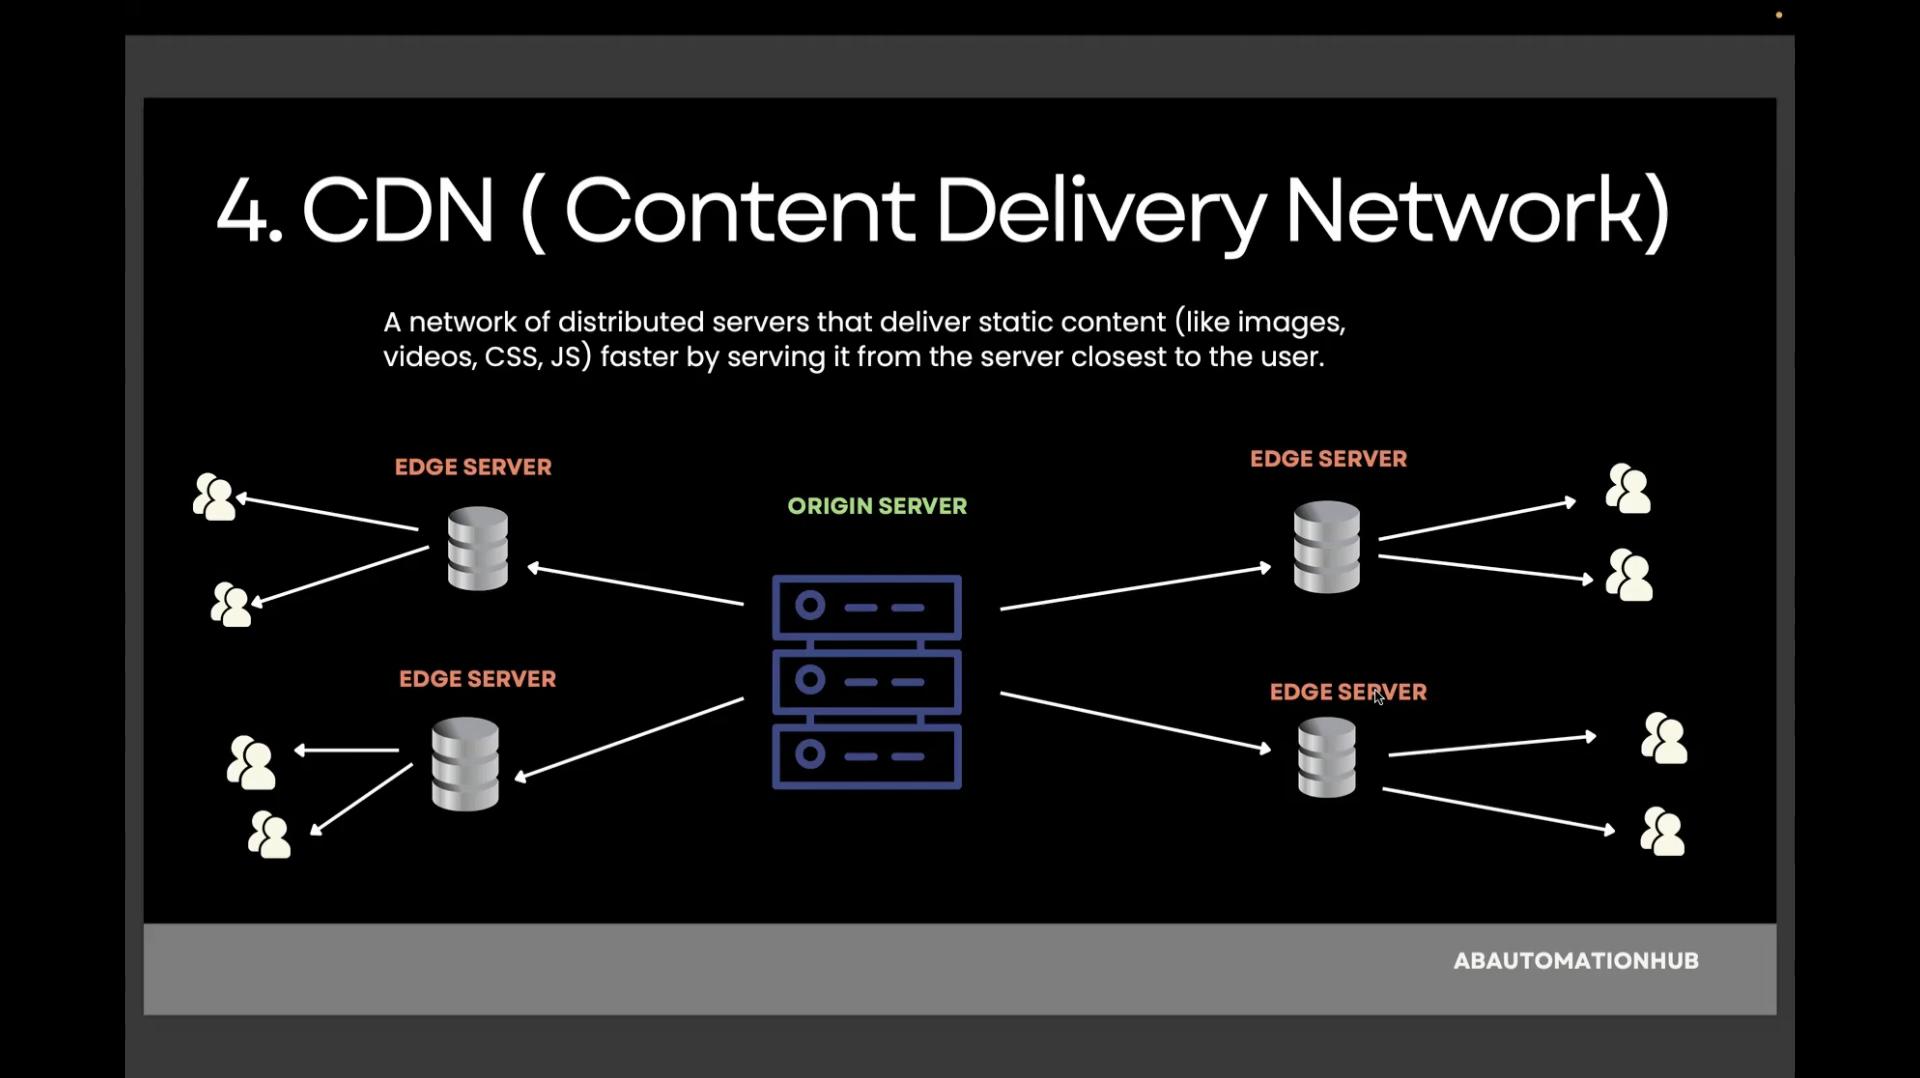 4. CDN ( Content Delivery Network)
A network of distributed servers that deliver static content (like images,
videos, CSS, JS) faster by serving it from the server closest to the user.
EDGE SERVER
EDGE SERVER
ORIGIN SERVER
EDGE SERVER
EDGE SERVER
ABAUTOMATIONHUB